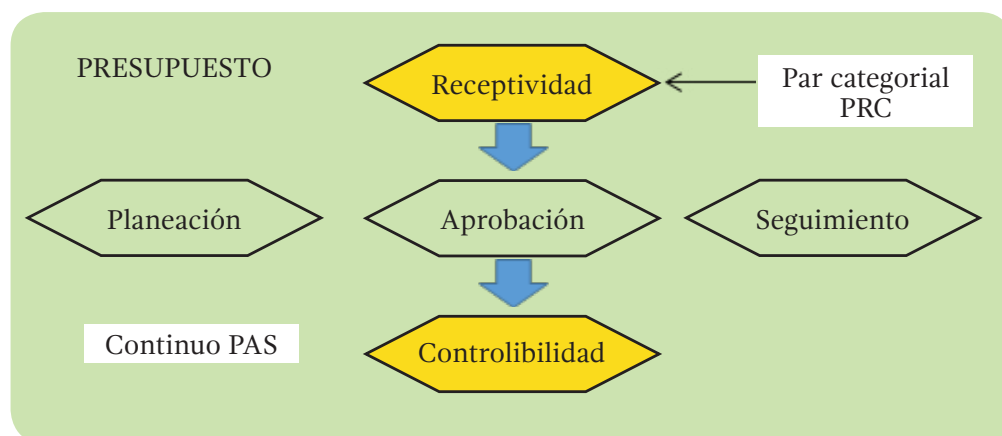 PRESUPUESTO
Receptividad
Par categorial
PRC
Planeación
Aprobación
Seguimiento
Continuo PAS
Controlibilidad